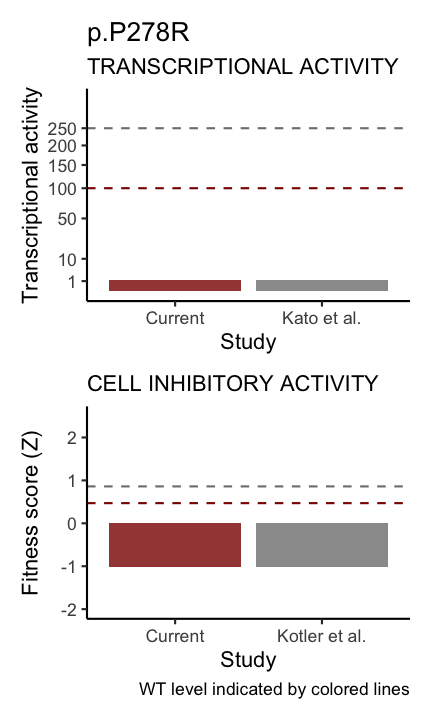 p.P278R
TRANSCRIPTIONAL ACTIVITY
Transcriptional activity
250
200
150
100
50
10
1
Current
Kato et al.
Study
CELL INHIBITORY ACTIVITY
Fitness score (Z)
2
1
0
-1
-2
Current
Kotler et al.
Study
WT level indicated by colored lines